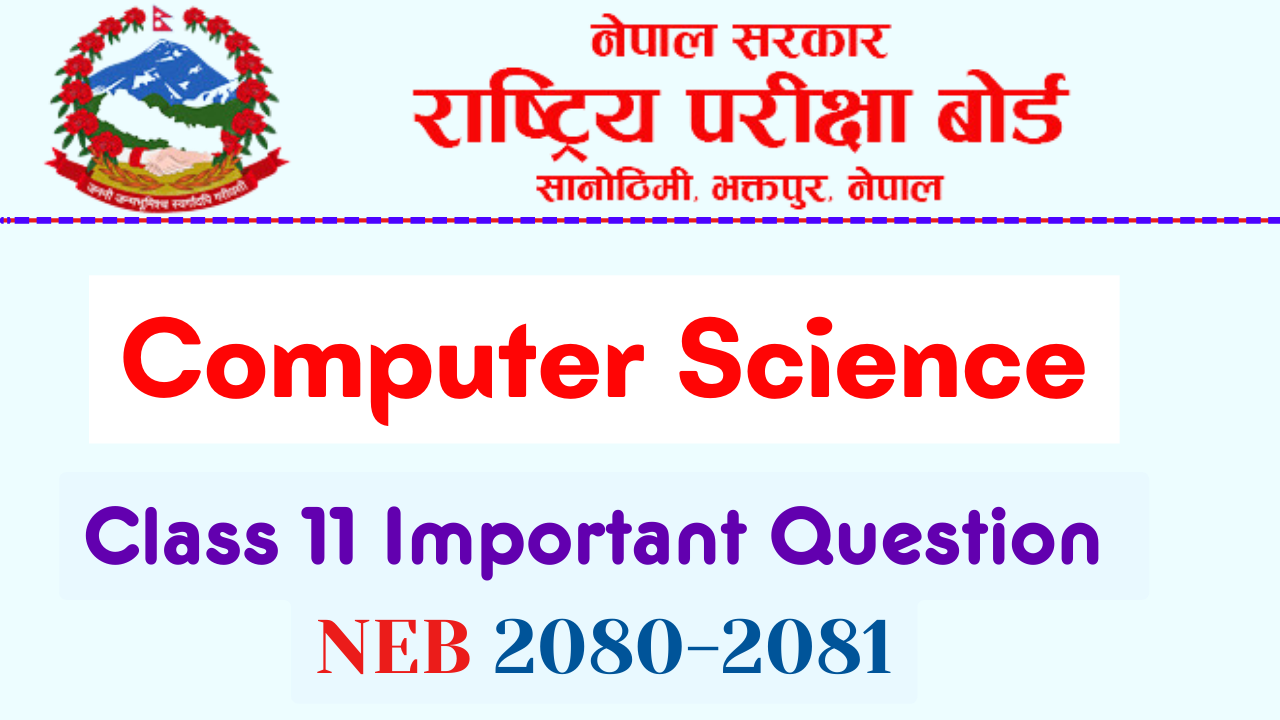 नेपाल सरकार
राष्ट्रिय परीक्षा बोर्ड
सानोठिमी, भक्तपुर, नेपाल
जननी जन्मभूमिश्च स्वर्गादपि गरीयसी
Computer Science
Class 11 Important Question
NEB 2080-2081